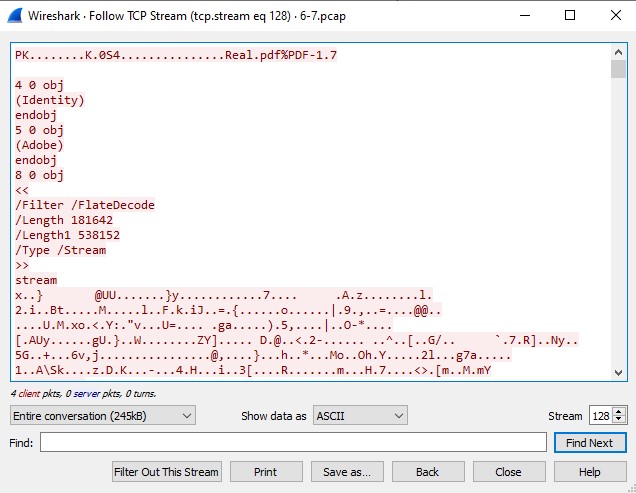 Wireshark · Follow TCP Stream (tcp.stream eq 128) · 6-7.pcap
PK........K.0S4...............Real.pdf%PDF-1.7
4 0 obj
(Identity)
endobj
5 0 obj
(Adobe)
endobj
8 0 obj
<<
/Filter /FlateDecode
/Length 181642
/Length1 538152
/Type /Stream
>>
stream
x..} @UU.......}y............7.... .A.z........l.
2.i..Bt.....M.....l..F.k.iJ..=.{......o......|.9.,..=....@@..
....U.M.xo.<.Y:."v...U=.... .ga.....).5,....|..O-*....
[.AUy......gU.}..W........ZY]..... D.@..<.2-...... ..^..[..G/.. `.7.R]..Ny..
5G..+...6v,j...............@,....}...h..*...Mo...Oh.Y.....2l...g7a.....
1..A\Sk....z.D.K...-...4.H...i..3[....R.......m...H.7....<>.[m..M.mY
4 client pkts, 0 server pkts, 0 turns.
Entire conversation (245kB) Show data as ASCII Stream 128
Find: Find Next
Filter Out This Stream Print Save as... Back Close Help